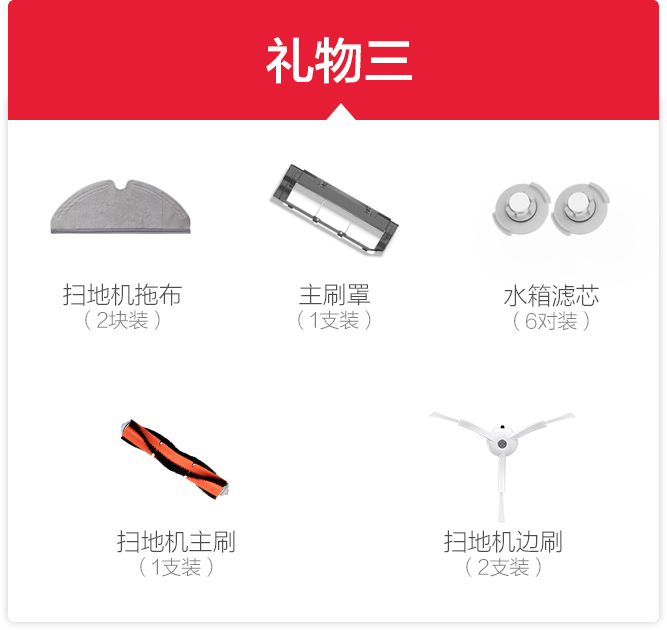 礼物三
扫地机拖布
（2块装）
主刷罩
（1支装）
水箱滤芯
（6对装）
扫地机主刷
（1支装）
扫地机边刷
（2支装）